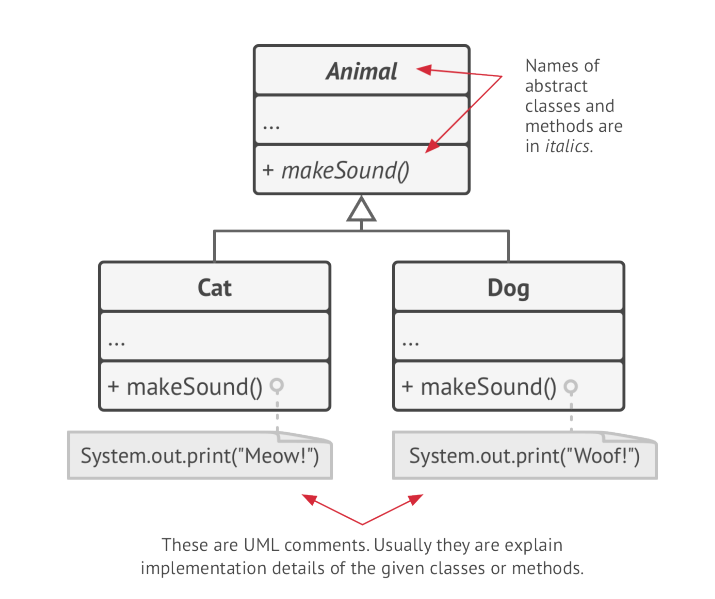 Animal
...
+ makeSound()
Names of
abstract
classes and
methods are
in italics.
Cat
...
+ makeSound()
System.out.print("Meow!")
Dog
...
+ makeSound()
System.out.print("Woof!")
These are UML comments. Usually they are explain
implementation details of the given classes or methods.